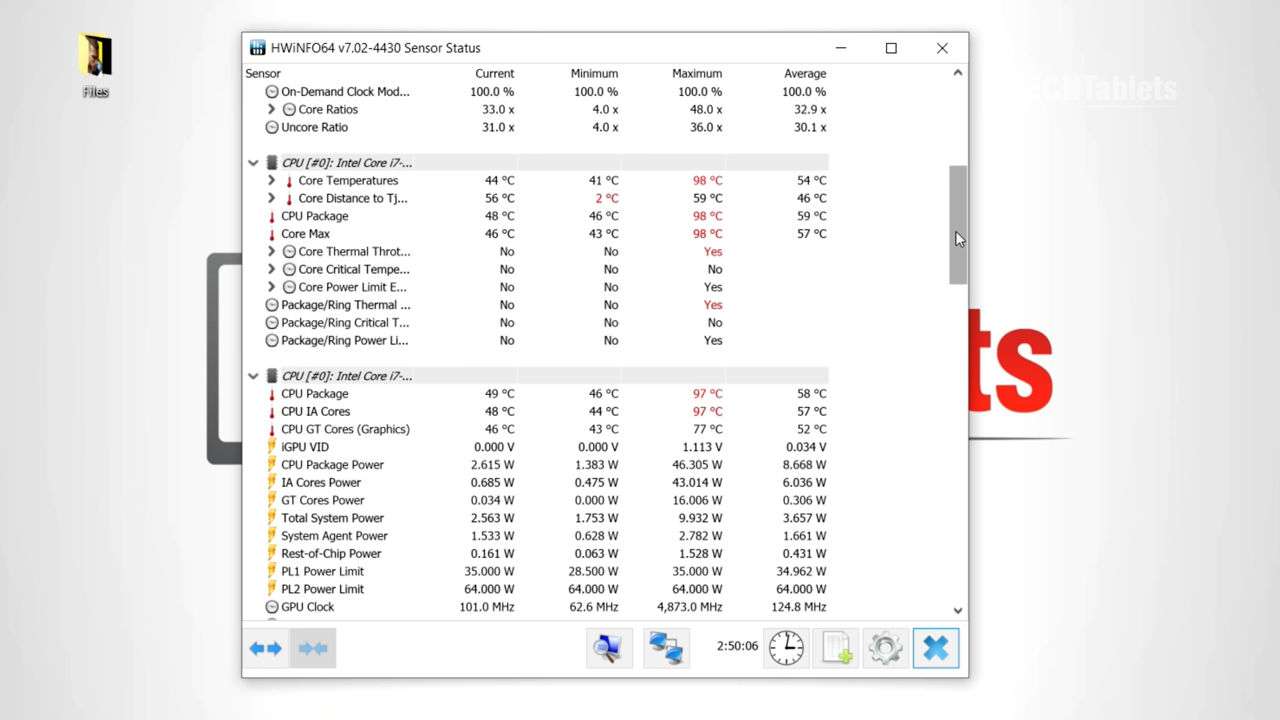 Files
HWiNFO64 v7.02-4430 Sensor Status
Sensor Current Minimum Maximum Average
On-Demand Clock Mod... 100.0 % 100.0 % 100.0 % 100.0 %
Core Ratios 33.0 x 4.0 x 48.0 x 32.9 x
Uncore Ratio 31.0 x 4.0 x 36.0 x 30.1 x
CPU [#0]: Intel Core i7-...
Core Temperatures 44 °C 41 °C 98 °C 54 °C
Core Distance to Tj... 56 °C 2 °C 59 °C 46 °C
CPU Package 48 °C 46 °C 98 °C 59 °C
Core Max 46 °C 43 °C 98 °C 57 °C
Core Thermal Throt... No No Yes
Core Critical Tempe... No No No
Core Power Limit E... No No Yes
Package/Ring Thermal ... No No Yes
Package/Ring Critical T... No No No
Package/Ring Power Li... No No Yes
CPU [#0]: Intel Core i7-...
CPU Package 49 °C 46 °C 97 °C 58 °C
CPU IA Cores 48 °C 44 °C 97 °C 57 °C
CPU GT Cores (Graphics) 46 °C 43 °C 77 °C 52 °C
iGPU VID 0.000 V 0.000 V 1.113 V 0.034 V
CPU Package Power 2.615 W 1.383 W 46.305 W 8.668 W
IA Cores Power 0.685 W 0.475 W 43.014 W 6.036 W
GT Cores Power 0.034 W 0.000 W 16.006 W 0.306 W
Total System Power 2.563 W 1.753 W 9.932 W 3.657 W
System Agent Power 1.533 W 0.628 W 2.782 W 1.661 W
Rest-of-Chip Power 0.161 W 0.063 W 1.528 W 0.431 W
PL1 Power Limit 35.000 W 28.500 W 35.000 W 34.962 W
PL2 Power Limit 64.000 W 64.000 W 64.000 W 64.000 W
GPU Clock 101.0 MHz 62.6 MHz 4,873.0 MHz 124.8 MHz
2:50:06